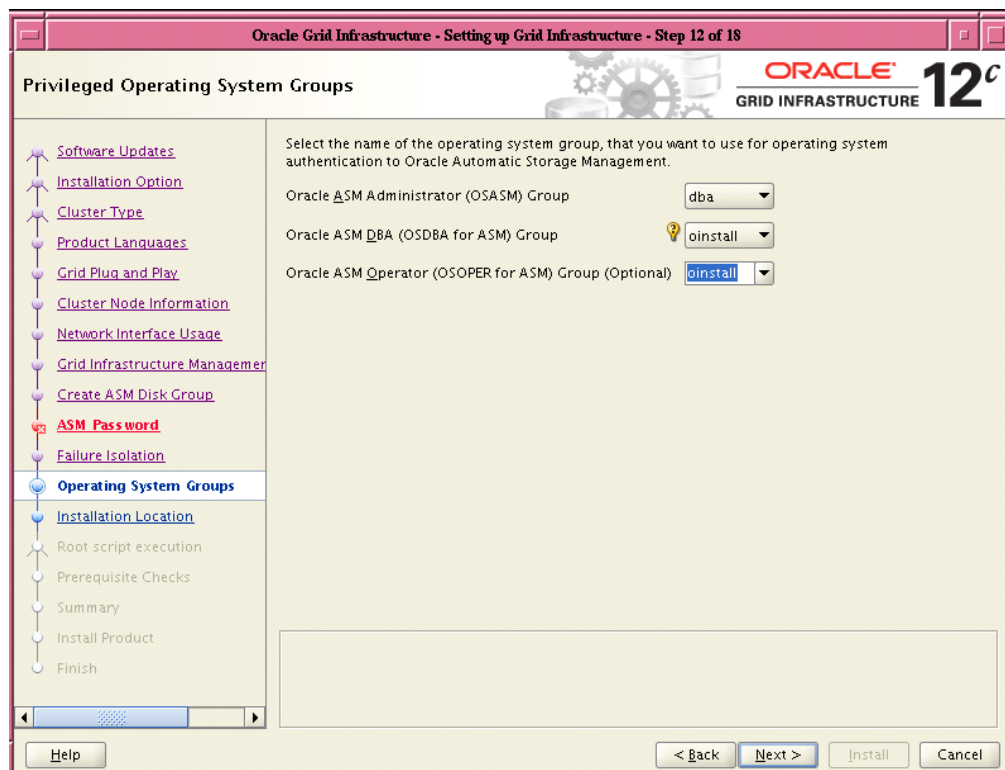 Oracle Grid Infrastructure - Setting up Grid Infrastructure - Step 12 of 18
Privileged Operating System Groups
ORACLE
GRID INFRASTRUCTURE
12c
Software Updates
Installation Option
Cluster Type
Product Languages
Grid Plug and Play
Cluster Node Information
Network Interface Usage
Grid Infrastructure Managemer
Create ASM Disk Group
ASM Password
Failure Isolation
Operating System Groups
Installation Location
Root script execution
Prerequisite Checks
Summary
Install Product
Finish
Select the name of the operating system group, that you want to use for operating system
authentication to Oracle Automatic Storage Management.
Oracle ASM Administrator (OSASM) Group dba
Oracle ASM DBA (OSDBA for ASM) Group oinstall
Oracle ASM Operator (OSOPER for ASM) Group (Optional) oinstall
Help < Back Next > Install Cancel